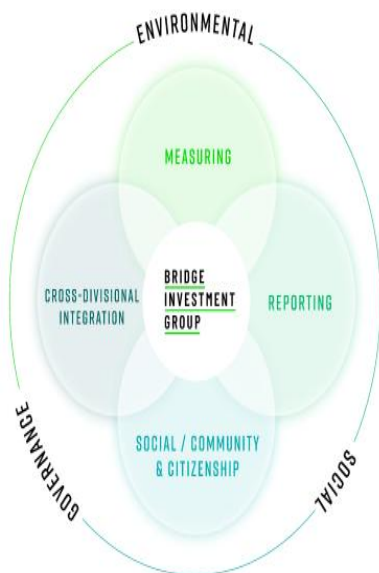 ENVIRONMENTAL
MEASURING
CROSS-DIVISIONAL
INTEGRATION
BRIDGE
INVESTMENT
GROUP
REPORTING
SOCIAL / COMMUNITY
& CITIZENSHIP
GOVERNANCE
SOCIAL